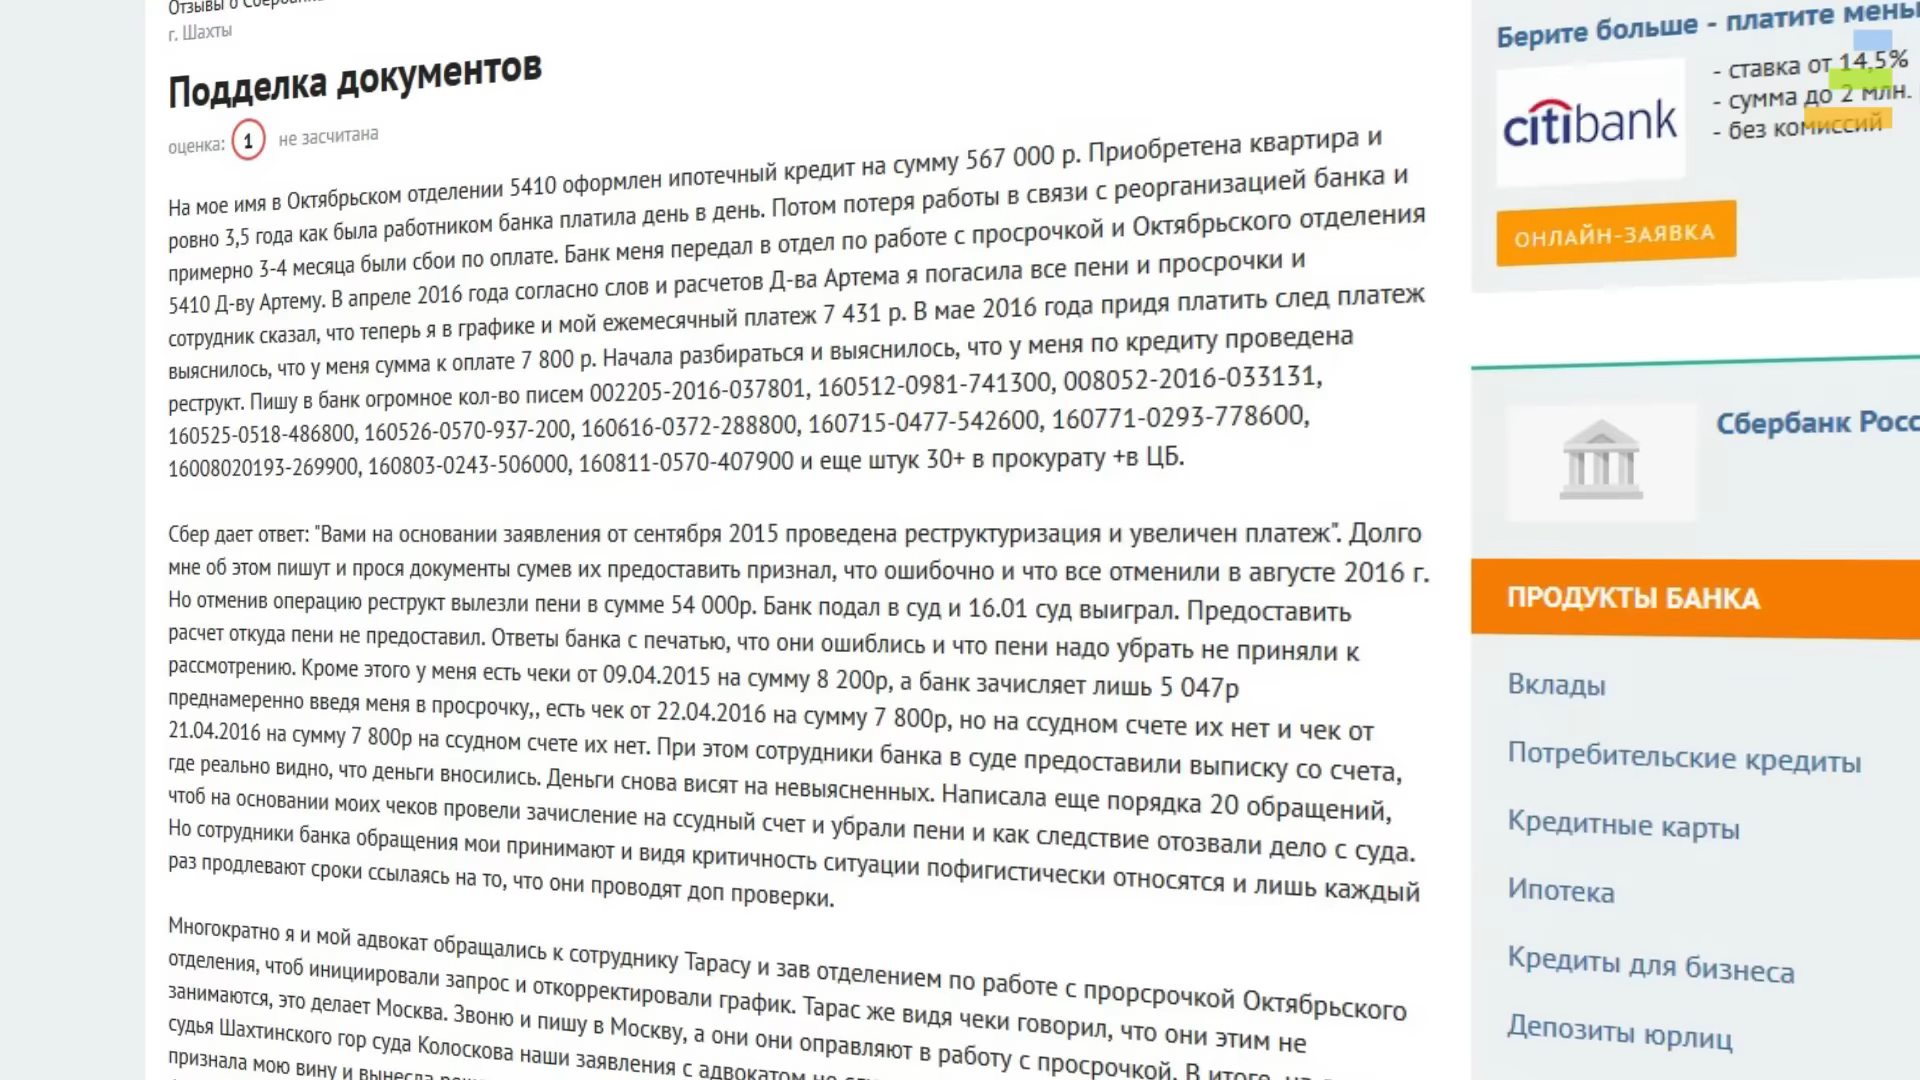 Отзывы о
г. Шахты
Подделка документов
оценка: 1 не засчитана
На мое имя в Октябрьском отделении 5410 оформлен ипотечный кредит на сумму 567 000 р. Приобретена квартира и
ровно 3,5 года как была работником банка платила день в день. Потом потеря работы в связи с реорганизацией банка и
примерно 3-4 месяца были сбои по оплате. Банк меня передал в отдел по работе с просрочкой и Октябрьского отделения
5410 Д-ву Артему. В апреле 2016 года согласно слов и расчетов Д-ва Артема я погасила все пени и просрочки и
сотрудник сказал, что теперь я в графике и мой ежемесячный платеж 7 431 р. В мае 2016 года придя платить след платеж
выяснилось, что у меня сумма к оплате 7 800 р. Начала разбираться и выяснилось, что у меня по кредиту проведена
реструкт. Пишу в банк огромное кол-во писем 002205-2016-037801, 160512-0981-741300, 008052-2016-033131,
160525-0518-486800, 160526-0570-937-200, 160616-0372-288800, 160715-0477-542600, 160771-0293-778600,
16008020193-269900, 160803-0243-506000, 160811-0570-407900 и еще штук 30+ в прокурату +в ЦБ.
Сбер дает ответ: "Вами на основании заявления от сентября 2015 проведена реструктуризация и увеличен платеж". Долго
мне об этом пишут и прося документы сумев их предоставить признал, что ошибочно и что все отменили в августе 2016 г.
Но отменив операцию реструкт вылезли пени в сумме 54 000р. Банк подал в суд и 16.01 суд выиграл. Предоставить
расчет откуда пени не предоставил. Ответы банка с печатью, что они ошиблись и что пени надо убрать не приняли к
рассмотрению. Кроме этого у меня есть чеки от 09.04.2015 на сумму 8 200р, а банк зачисляет лишь 5 047р
преднамеренно введя меня в просрочку,, есть чек от 22.04.2016 на сумму 7 800р, но на ссудном счете их нет и чек от
21.04.2016 на сумму 7 800р на ссудном счете их нет. При этом сотрудники банка в суде предоставили выписку со счета,
где реально видно, что деньги вносились. Деньги снова висят на невыясненных. Написала еще порядка 20 обращений,
чтоб на основании моих чеков провели зачисление на ссудный счет и убрали пени и как следствие отозвали дело с суда.
Но сотрудники банка обращения мои принимают и видя критичность ситуации пофигистически относятся и лишь каждый
раз продлевают сроки ссылаясь на то, что они проводят доп проверки.
Многократно я и мой адвокат обращались к сотруднику Тарасу и зав отделением по работе с прорсрочкой Октябрьского
отделения, чтоб инициировали запрос и откорректировали график. Тарас же видя чеки говорил, что они этим не
занимаются, это делает Москва. Звоню и пишу в Москву, а они они оправляют в работу с просрочкой. В итоге,
судья Шахтинского гор суда Колоскова наши заявления с адвокатом
признала мою вину и вынесла
Берите больше - платите
citibank
- ставка от 14,5%
- сумма до 2 млн.
- без комиссий
ОНЛАЙН-ЗАЯВКА
Сбербанк Росс
ПРОДУКТЫ БАНКА
Вклады
Потребительские кредиты
Кредитные карты
Ипотека
Кредиты для бизнеса
Депозиты юрлиц